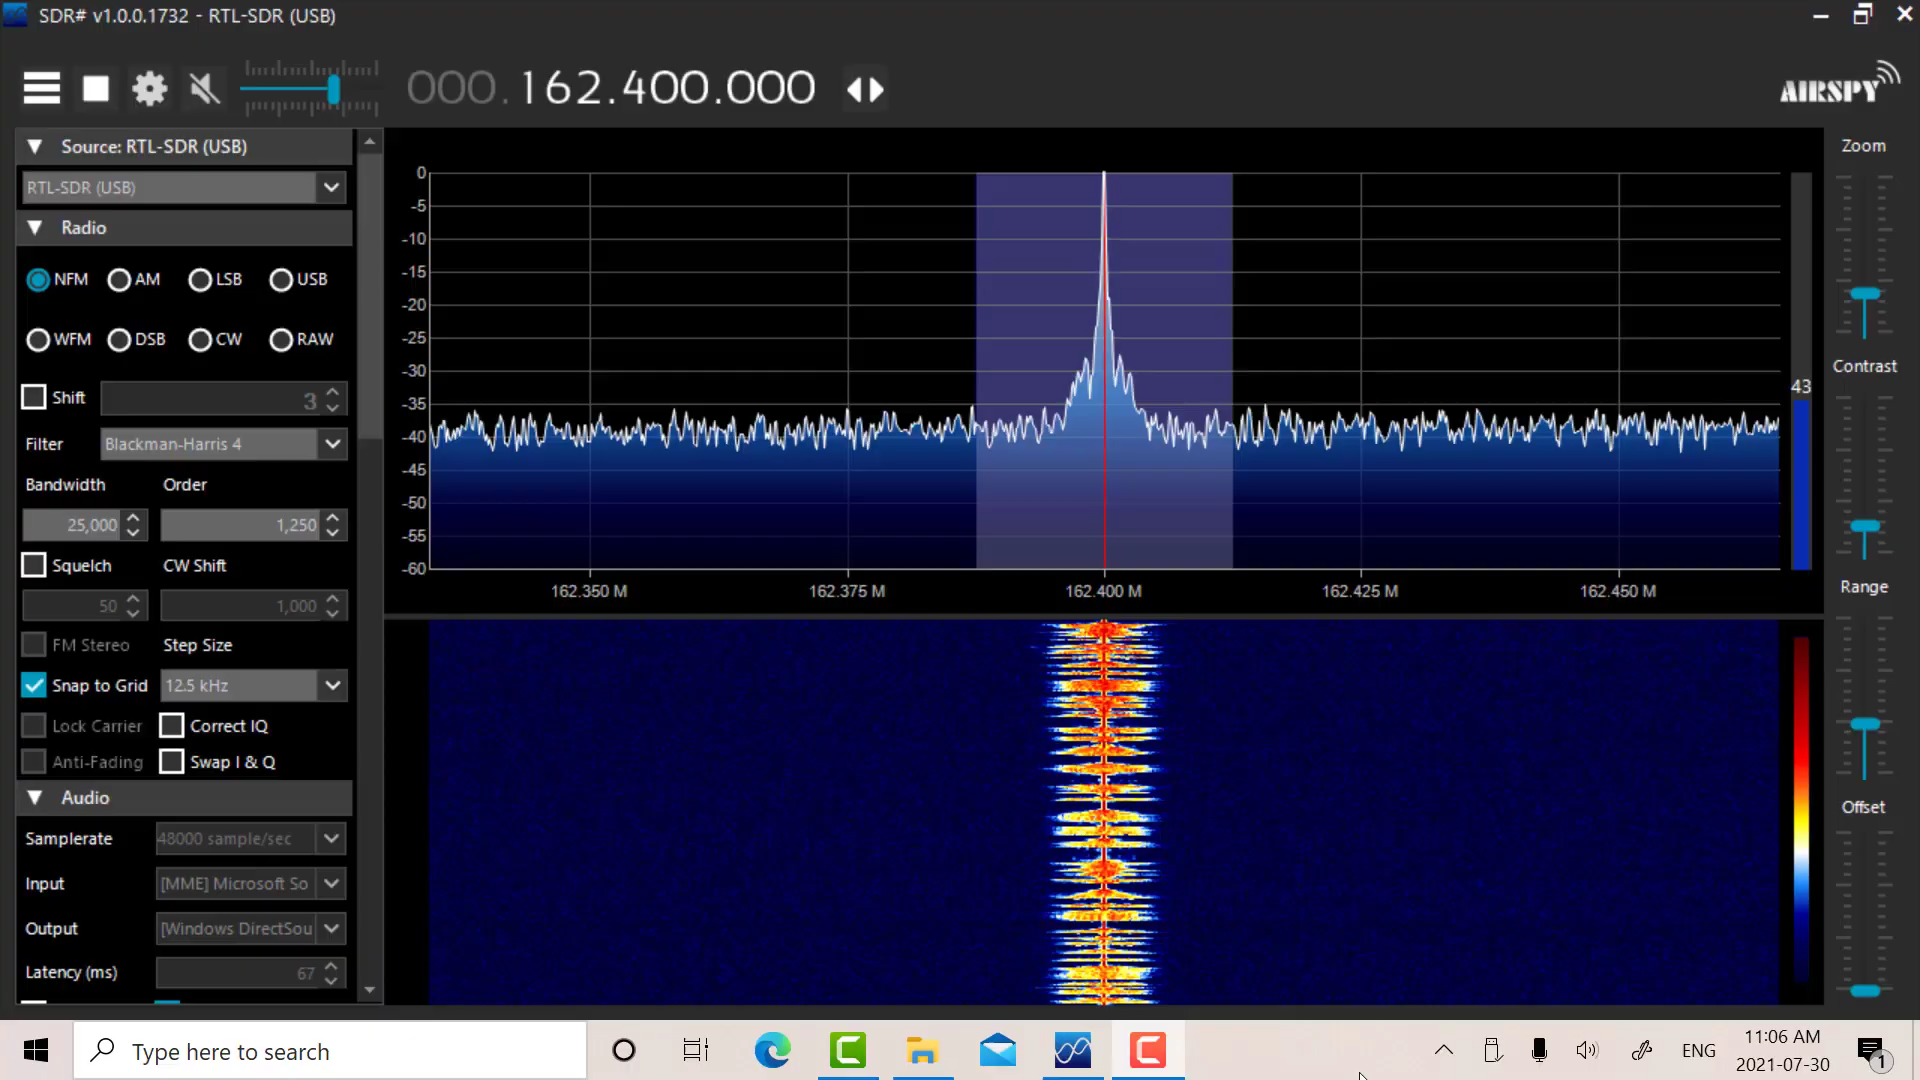 SDR# v1.0.0.1732 - RTL-SDR (USB)
000.162.400.000
AIRSPY
Source: RTL-SDR (USB)
RTL-SDR (USB)
Radio
NFM AM LSB USB
WFM DSB CW RAW
Shift 3
Filter Blackman-Harris 4
Bandwidth Order
25,000 1,250
Squelch CW Shift
50 1,000
FM Stereo Step Size
Snap to Grid 12.5 kHz
Lock Carrier Correct IQ
Anti-Fading Swap I & Q
Audio
Samplerate 48000 sample/sec
Input [MME] Microsoft So
Output [Windows DirectSou
Latency (ms) 67
0
-5
-10
-15
-20
-25
-30
-35
-40
-45
-50
-55
-60
162.350 M 162.375 M 162.400 M 162.425 M 162.450 M
43
Zoom
Contrast
Range
Offset
Type here to search
ENG
11:06 AM
2021-07-30
1